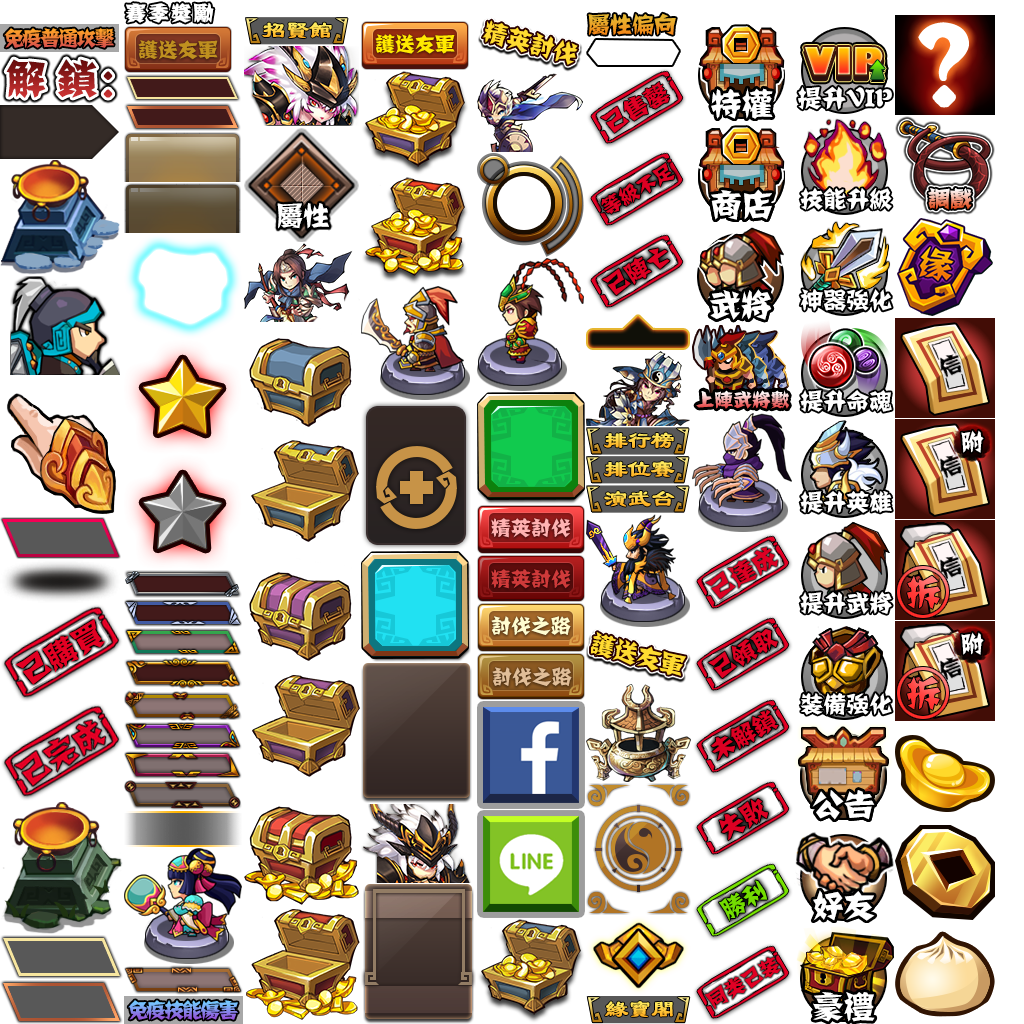 免疫普通攻擊
解鎖:
已購買
已完成
賽季獎勵
護送友軍
免疫技能傷害
招賢館
屬性
護送友軍
精英討伐
精英討伐
精英討伐
討伐之路
討伐之路
f
LINE
屬性偏向
已售罄
等級不足
已陣亡
排行榜
排位賽
演武台
護送友軍
緣寶閣
特權
商店
武將
上陣武將數
已達成
已領取
未解鎖
失敗
勝利
VIP
提升VIP
技能升級
神器強化
提升命魂
提升英雄
提升武將
裝備強化
公告
好友
豪禮
?
調戲
缘
信
信
附
信
拆
信
附
拆